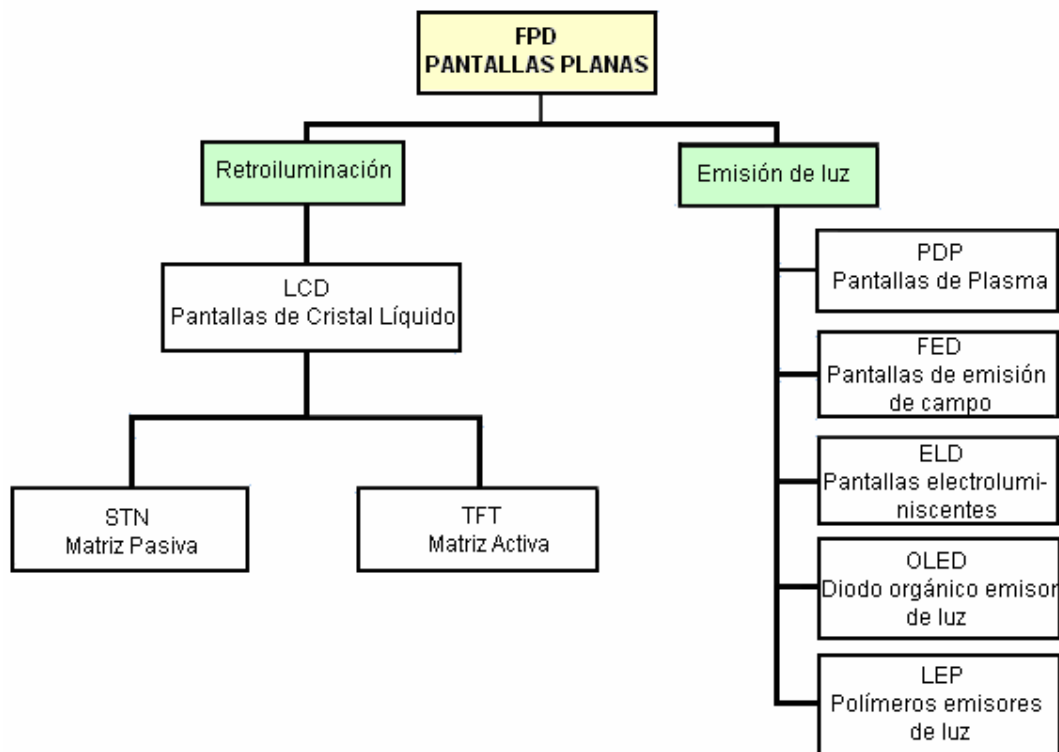 FPD
PANTALLAS PLANAS
Retroiluminación
Emisión de luz
LCD
Pantallas de Cristal Líquido
STN
Matriz Pasiva
TFT
Matriz Activa
PDP
Pantallas de Plasma
FED
Pantallas de emisión
de campo
ELD
Pantallas electrolumi-
niscentes
OLED
Diodo orgánico emisor
de luz
LEP
Polímeros emisores
de luz